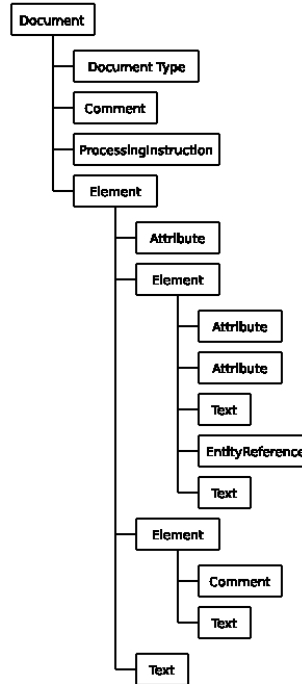 Document
Document Type
Comment
ProcessingInstruction
Element
Attribute
Element
Attribute
Attribute
Text
EntityReference
Text
Element
Comment
Text
Text